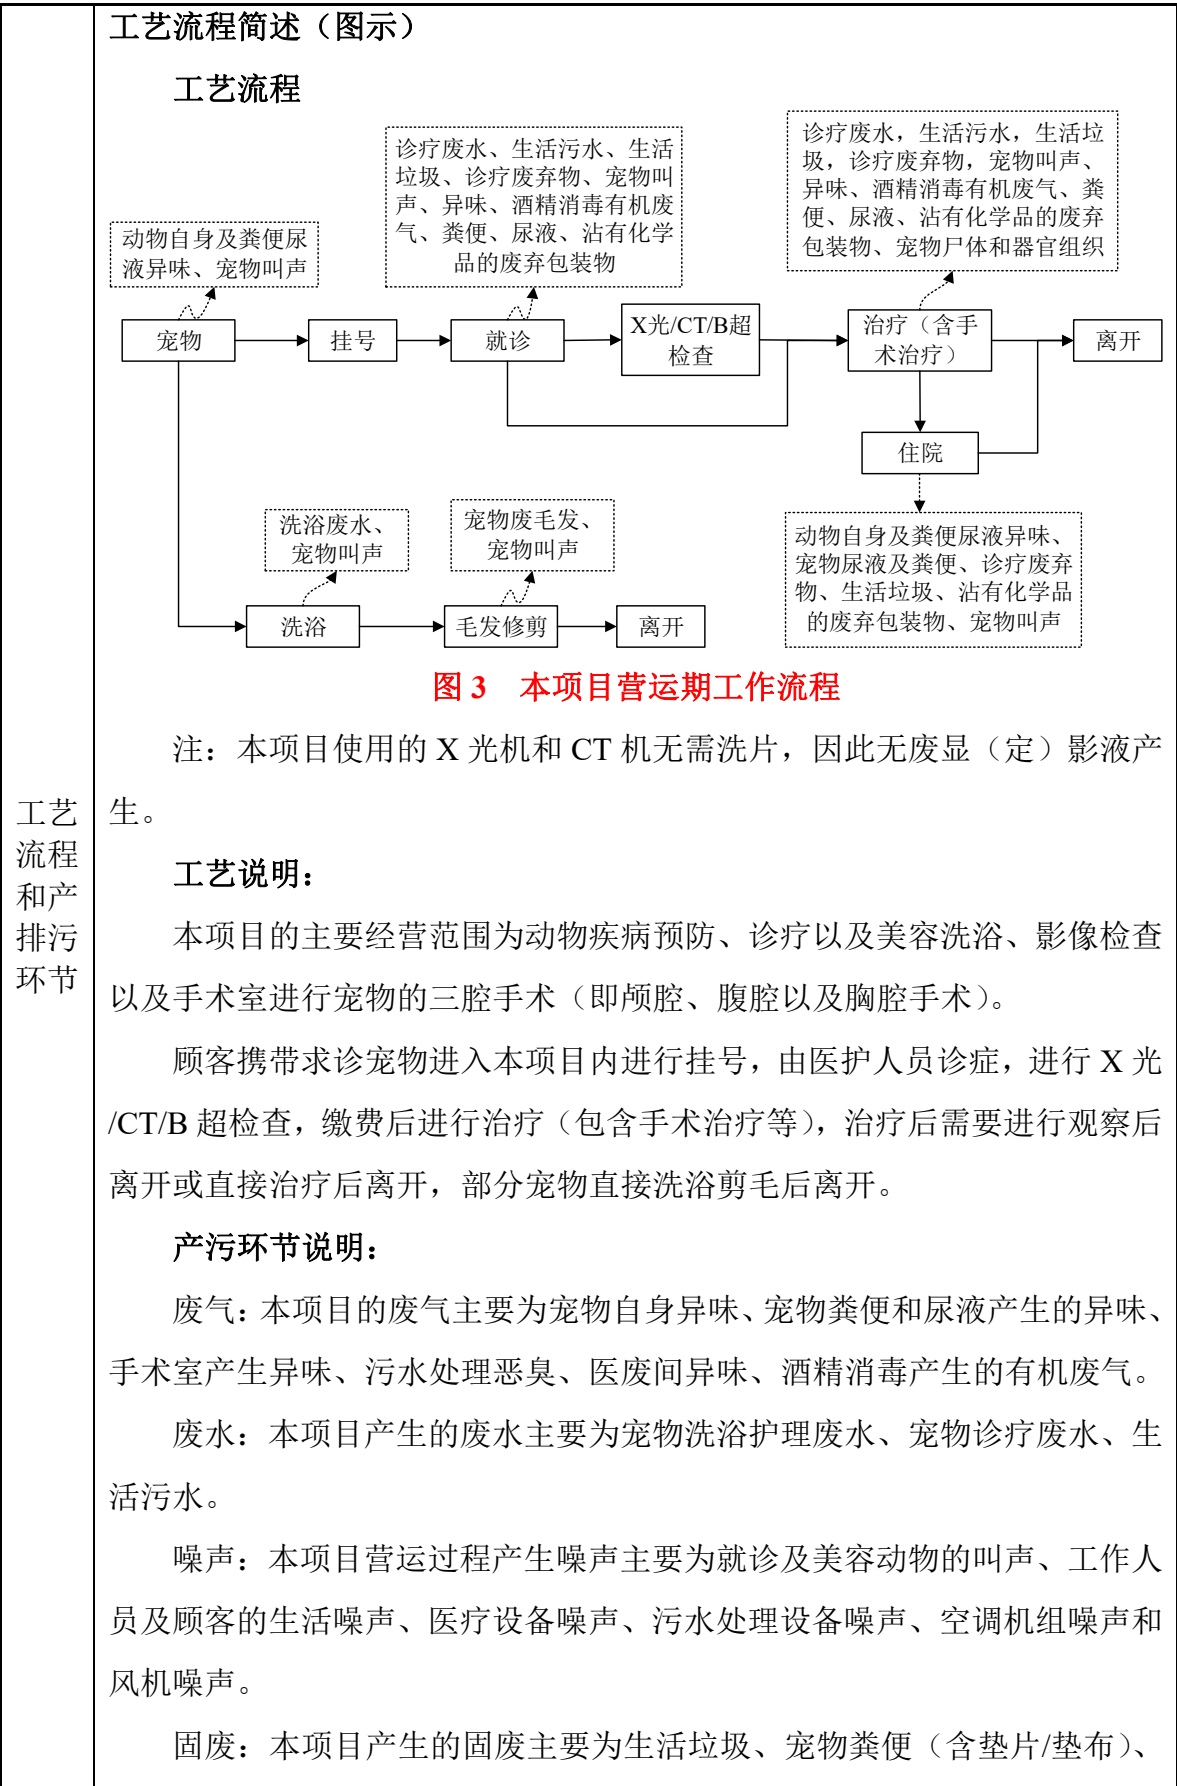 工艺流程简述（图示）
工艺流程
诊疗废水、生活污水、生活
垃圾、诊疗废弃物、宠物叫
声、异味、酒精消毒有机废
气、粪便、尿液、沾有化学
品的废弃包装物
诊疗废水，生活污水，生活垃
圾，诊疗废弃物，宠物叫声、
异味、酒精消毒有机废气、粪
便、尿液、沾有化学品的废弃
包装物、宠物尸体和器官组织
动物自身及粪便尿
液异味、宠物叫声
宠物
挂号
就诊
X光/CT/B超
检查
治疗（含手
术治疗）
离开
住院
洗浴废水、
宠物叫声
宠物废毛发、
宠物叫声
动物自身及粪便尿液异味、
宠物尿液及粪便、诊疗废弃
物、生活垃圾、沾有化学品
的废弃包装物、宠物叫声
洗浴
毛发修剪
离开
图 3 本项目营运期工作流程
注：本项目使用的 X 光机和 CT 机无需洗片，因此无废显（定）影液产
生。
工艺
流程
和产
排污
环节
工艺说明：
本项目的主要经营范围为动物疾病预防、诊疗以及美容洗浴、影像检查
以及手术室进行宠物的三腔手术（即颅腔、腹腔以及胸腔手术）。
顾客携带求诊宠物进入本项目内进行挂号，由医护人员诊症，进行 X 光
/CT/B 超检查，缴费后进行治疗（包含手术治疗等），治疗后需要进行观察后
离开或直接治疗后离开，部分宠物直接洗浴剪毛后离开。
产污环节说明：
废气：本项目的废气主要为宠物自身异味、宠物粪便和尿液产生的异味、
手术室产生异味、污水处理恶臭、医废间异味、酒精消毒产生的有机废气。
废水：本项目产生的废水主要为宠物洗浴护理废水、宠物诊疗废水、生
活污水。
噪声：本项目营运过程产生噪声主要为就诊及美容动物的叫声、工作人
员及顾客的生活噪声、医疗设备噪声、污水处理设备噪声、空调机组噪声和
风机噪声。
固废：本项目产生的固废主要为生活垃圾、宠物粪便（含垫片/垫布）、